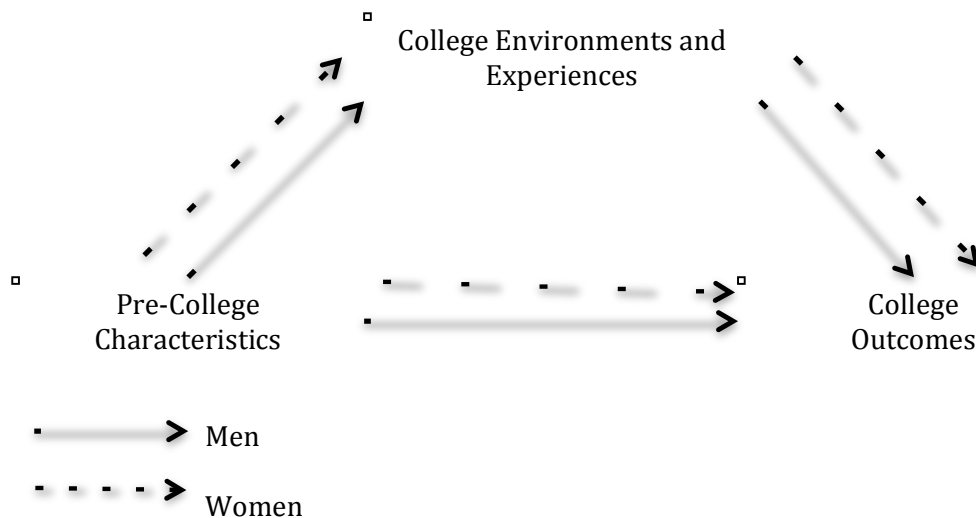 College Environments and
Experiences
Pre-College
Characteristics
College
Outcomes
Men
Women